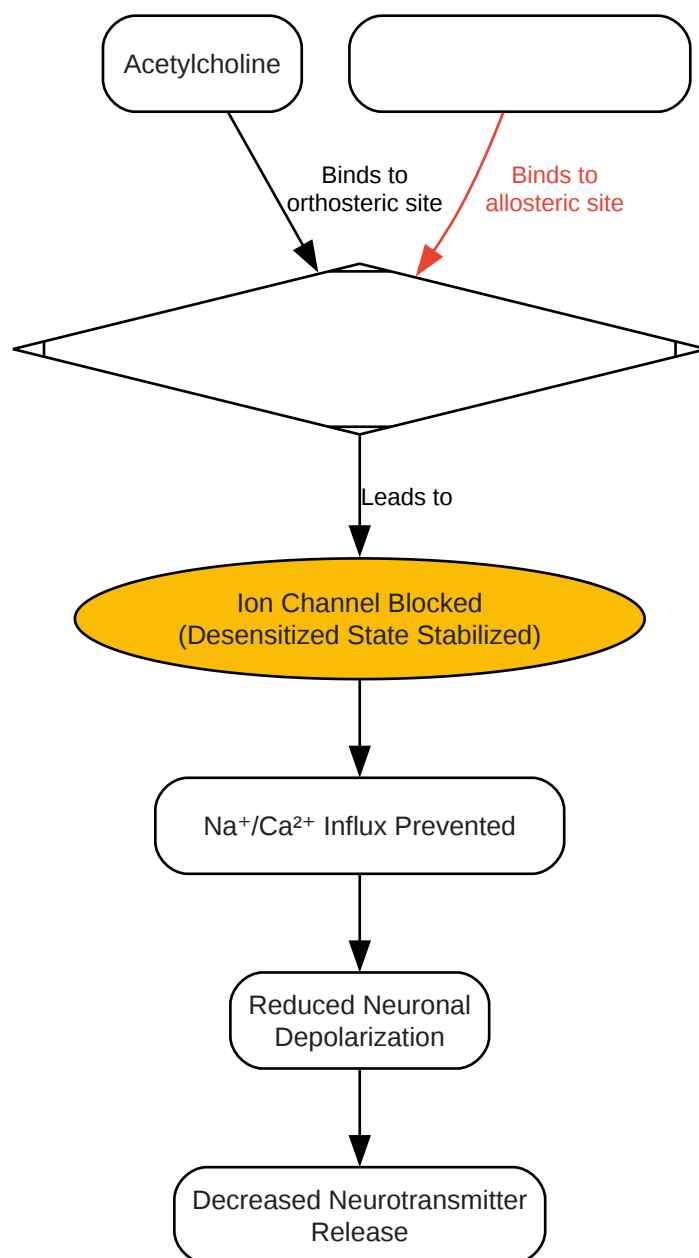 Acetylcholine
Binds to
orthosteric site
Binds to
allosteric site
Leads to
Ion Channel Blocked
(Desensitized State Stabilized)
Na⁺/Ca²⁺ Influx Prevented
Reduced Neuronal
Depolarization
Decreased Neurotransmitter
Release